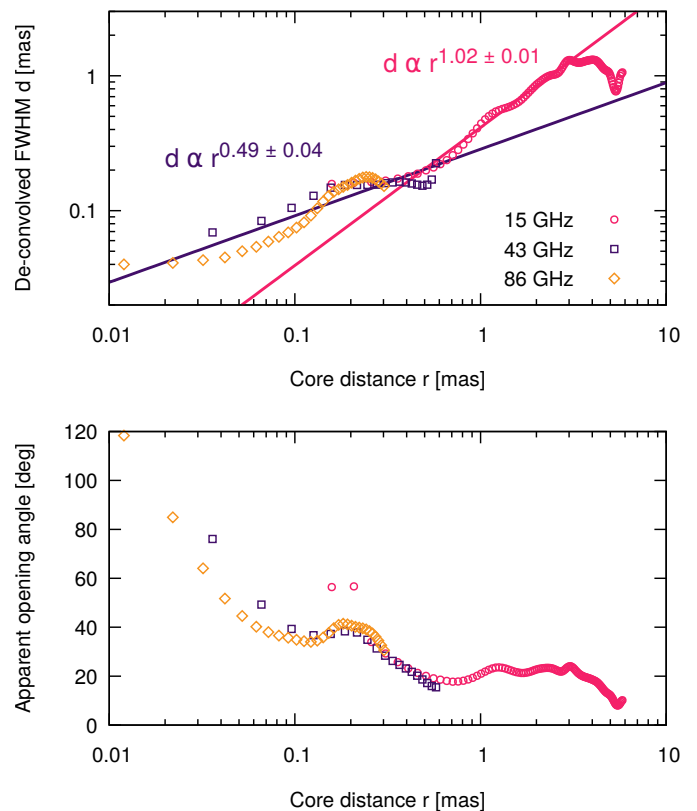 De-convolved FWHM d [mas]
1
0.1
d α r1.02 ± 0.01
d α r0.49 ± 0.04
15 GHz
43 GHz
86 GHz
0.01 0.1 1 10
Core distance r [mas]
Apparent opening angle [deg]
120
100
80
60
40
20
0
0.01 0.1 1 10
Core distance r [mas]